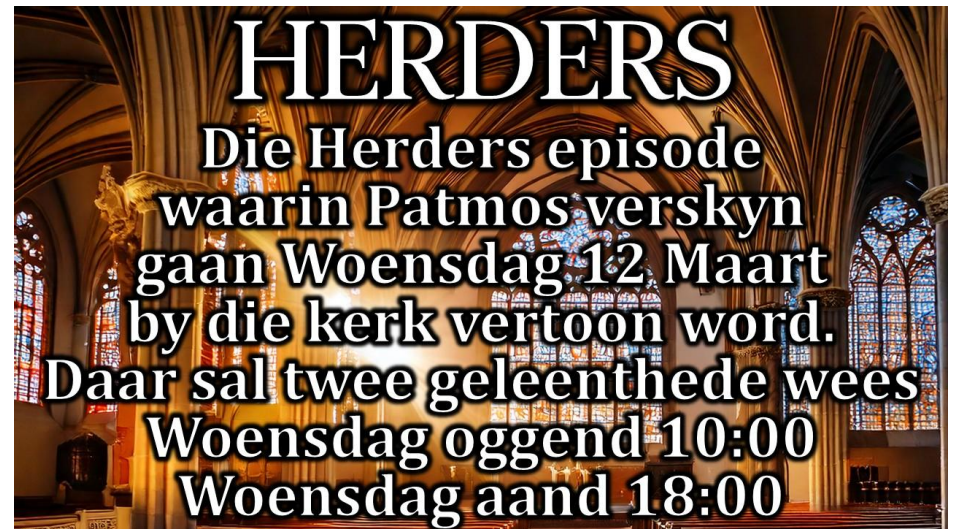 HERDERS
Die Herders episode
waarin Patmos verskyn
gaan Woensdag 12 Maart
by die kerk vertoon word.
Daar sal twee geleenthede wees
Woensdag oggend 10:00
Woensdag aand 18:00